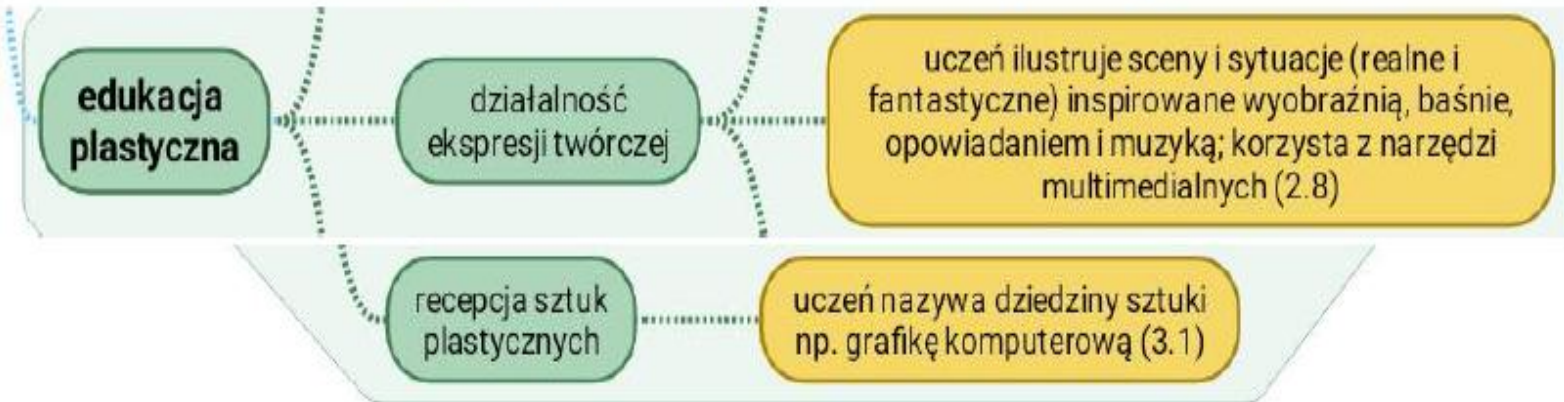 edukacja
plastyczna
działalność
ekspresji twórczej
uczeń ilustruje sceny i sytuacje (realne i
fantastyczne) inspirowane wyobraźnią, baśnie,
opowiadaniem i muzyką; korzysta z narzędzi
multimedialnych (2.8)
recepcja sztuk
plastycznych
uczeń nazywa dziedziny sztuki
np. grafikę komputerową (3.1)